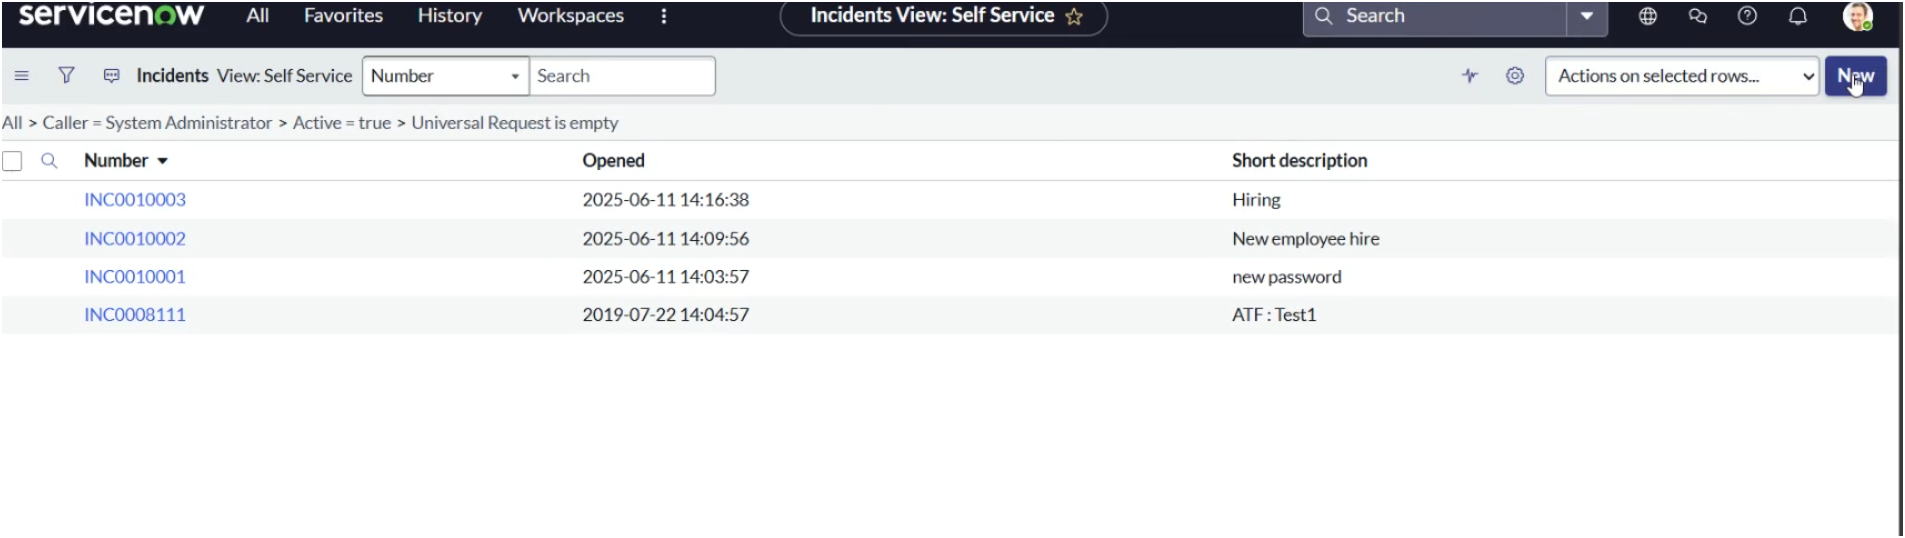 servicenow All Favorites History Workspaces Incidents View: Self Service Search
Incidents View: Self Service Number Search Actions on selected rows... New
All > Caller = System Administrator > Active = true > Universal Request is empty
Number Opened Short description
INC0010003 2025-06-11 14:16:38 Hiring
INC0010002 2025-06-11 14:09:56 New employee hire
INC0010001 2025-06-11 14:03:57 new password
INC0008111 2019-07-22 14:04:57 ATF : Test1